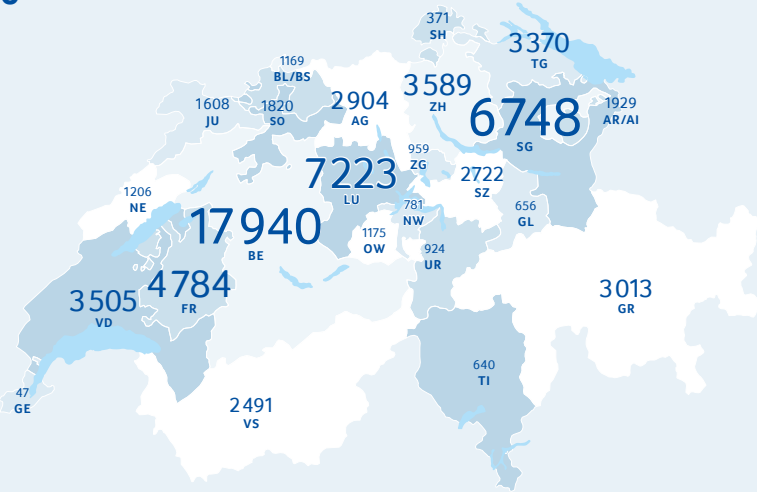 371
SH
3370
TG
1169
BL/BS
3589
ZH
2904
AG
1608
JU
1820
SO
6748
SG
1929
AR/AI
959
ZG
7223
LU
2722
SZ
1206
NE
781
NW
656
GL
17940
BE
1175
OW
924
UR
4784
FR
3505
VD
3013
GR
640
TI
47
GE
2491
VS